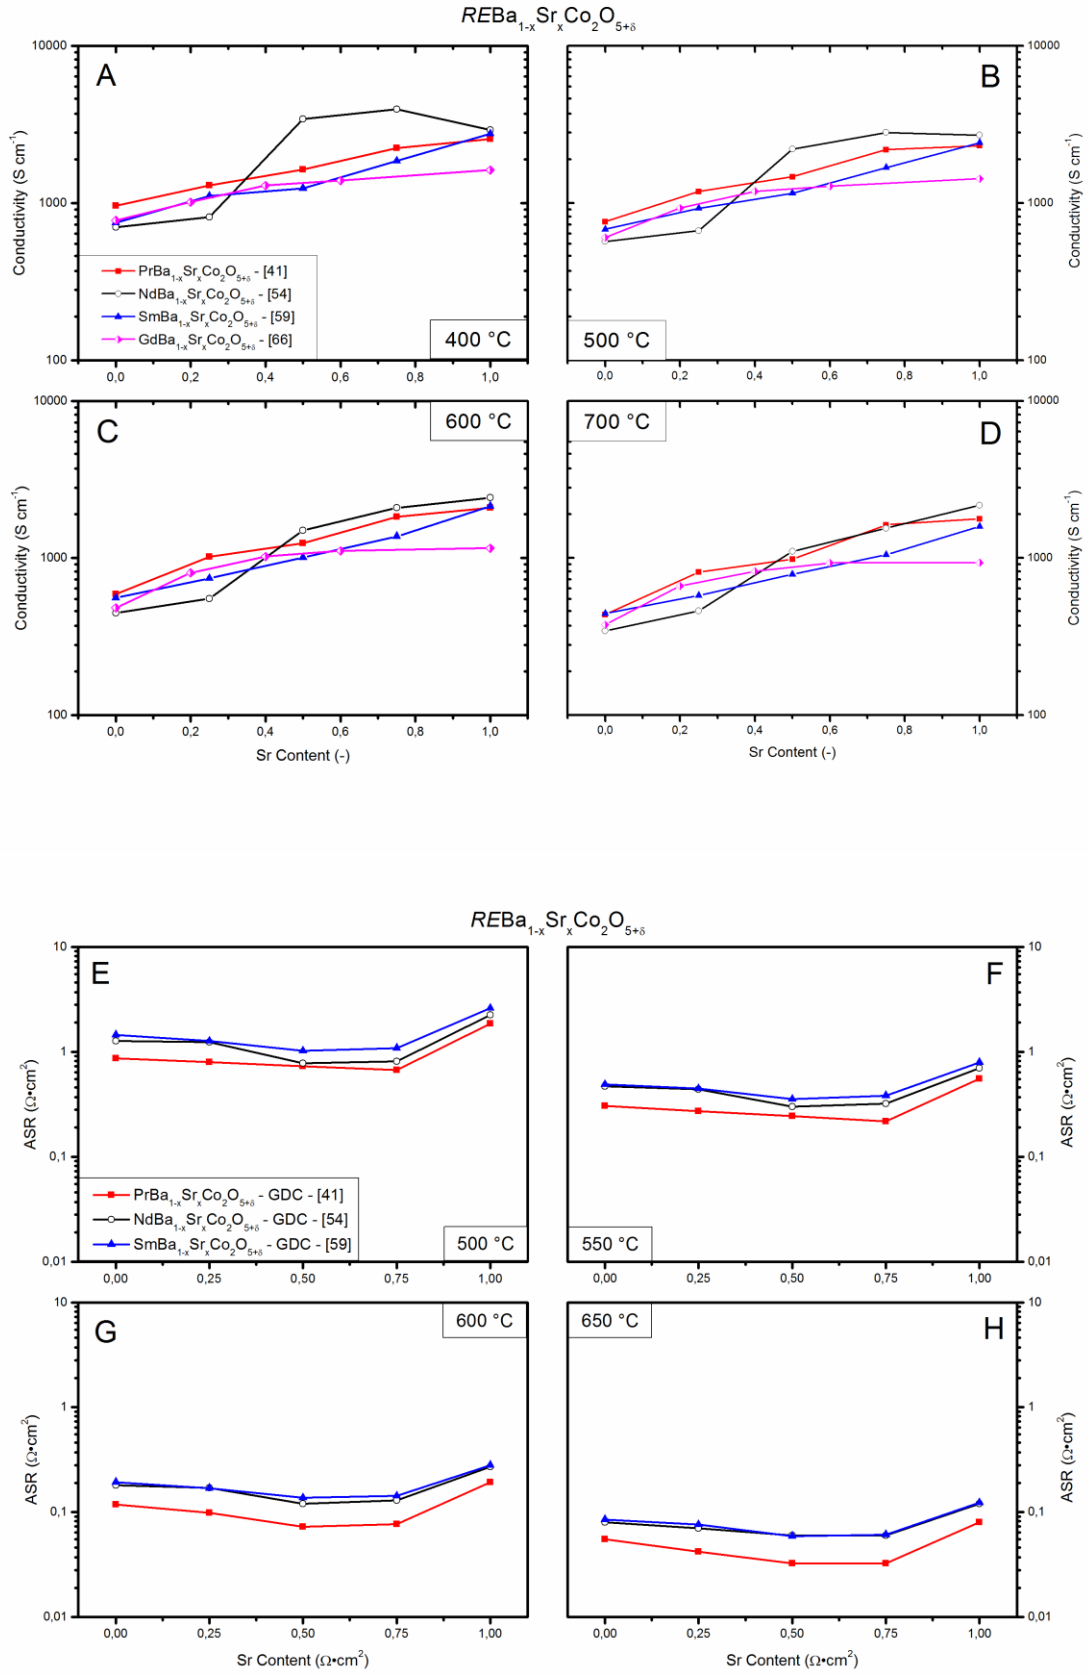 REBa1-xSrxCo2O5+δ
A
B
10000
1000
100
Conductivity (S cm-1)
PrBa1-xSrxCo2O5+δ - [41]
NdBa1-xSrxCo2O5+δ - [54]
SmBa1-xSrxCo2O5+δ - [59]
GdBa1-xSrxCo2O5+δ - [66]
400 °C
500 °C
10000
1000
100
Conductivity (S cm-1)
0,0 0,2 0,4 0,6 0,8 1,0
0,0 0,2 0,4 0,6 0,8 1,0
C
600 °C
700 °C
D
10000
1000
100
Conductivity (S cm-1)
10000
1000
100
Conductivity (S cm-1)
0,0 0,2 0,4 0,6 0,8 1,0
0,0 0,2 0,4 0,6 0,8 1,0
Sr Content (-)
Sr Content (-)
REBa1-xSrxCo2O5+δ
E
F
10
1
0,1
0,01
ASR (Ω•cm2)
PrBa1-xSrxCo2O5+δ - GDC - [41]
NdBa1-xSrxCo2O5+δ - GDC - [54]
SmBa1-xSrxCo2O5+δ - GDC - [59]
500 °C
550 °C
10
1
0,1
0,01
ASR (Ω•cm2)
0,00 0,25 0,50 0,75 1,00
0,00 0,25 0,50 0,75 1,00
G
600 °C
650 °C
H
10
1
0,1
0,01
ASR (Ω•cm2)
10
1
0,1
0,01
ASR (Ω•cm2)
0,00 0,25 0,50 0,75 1,00
0,00 0,25 0,50 0,75 1,00
Sr Content (Ω•cm2)
Sr Content (Ω•cm2)